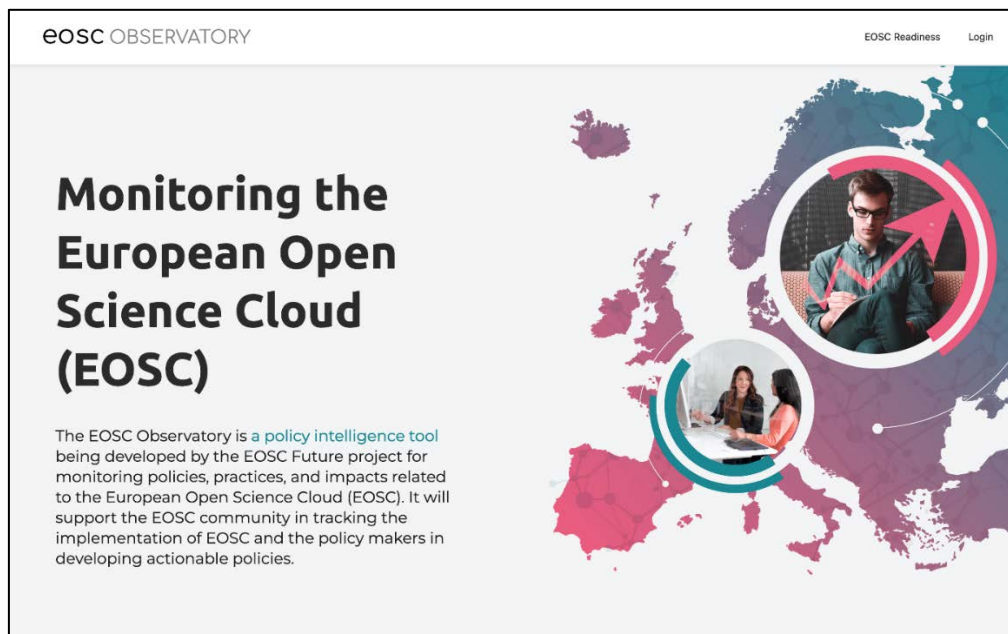 eosc OBSERVATORY
EOSC Readiness Login
Monitoring the
European Open
Science Cloud
(EOSC)
The EOSC Observatory is a policy intelligence tool
being developed by the EOSC Future project for
monitoring policies, practices, and impacts related
to the European Open Science Cloud (EOSC). It will
support the EOSC community in tracking the
implementation of EOSC and the policy makers in
developing actionable policies.